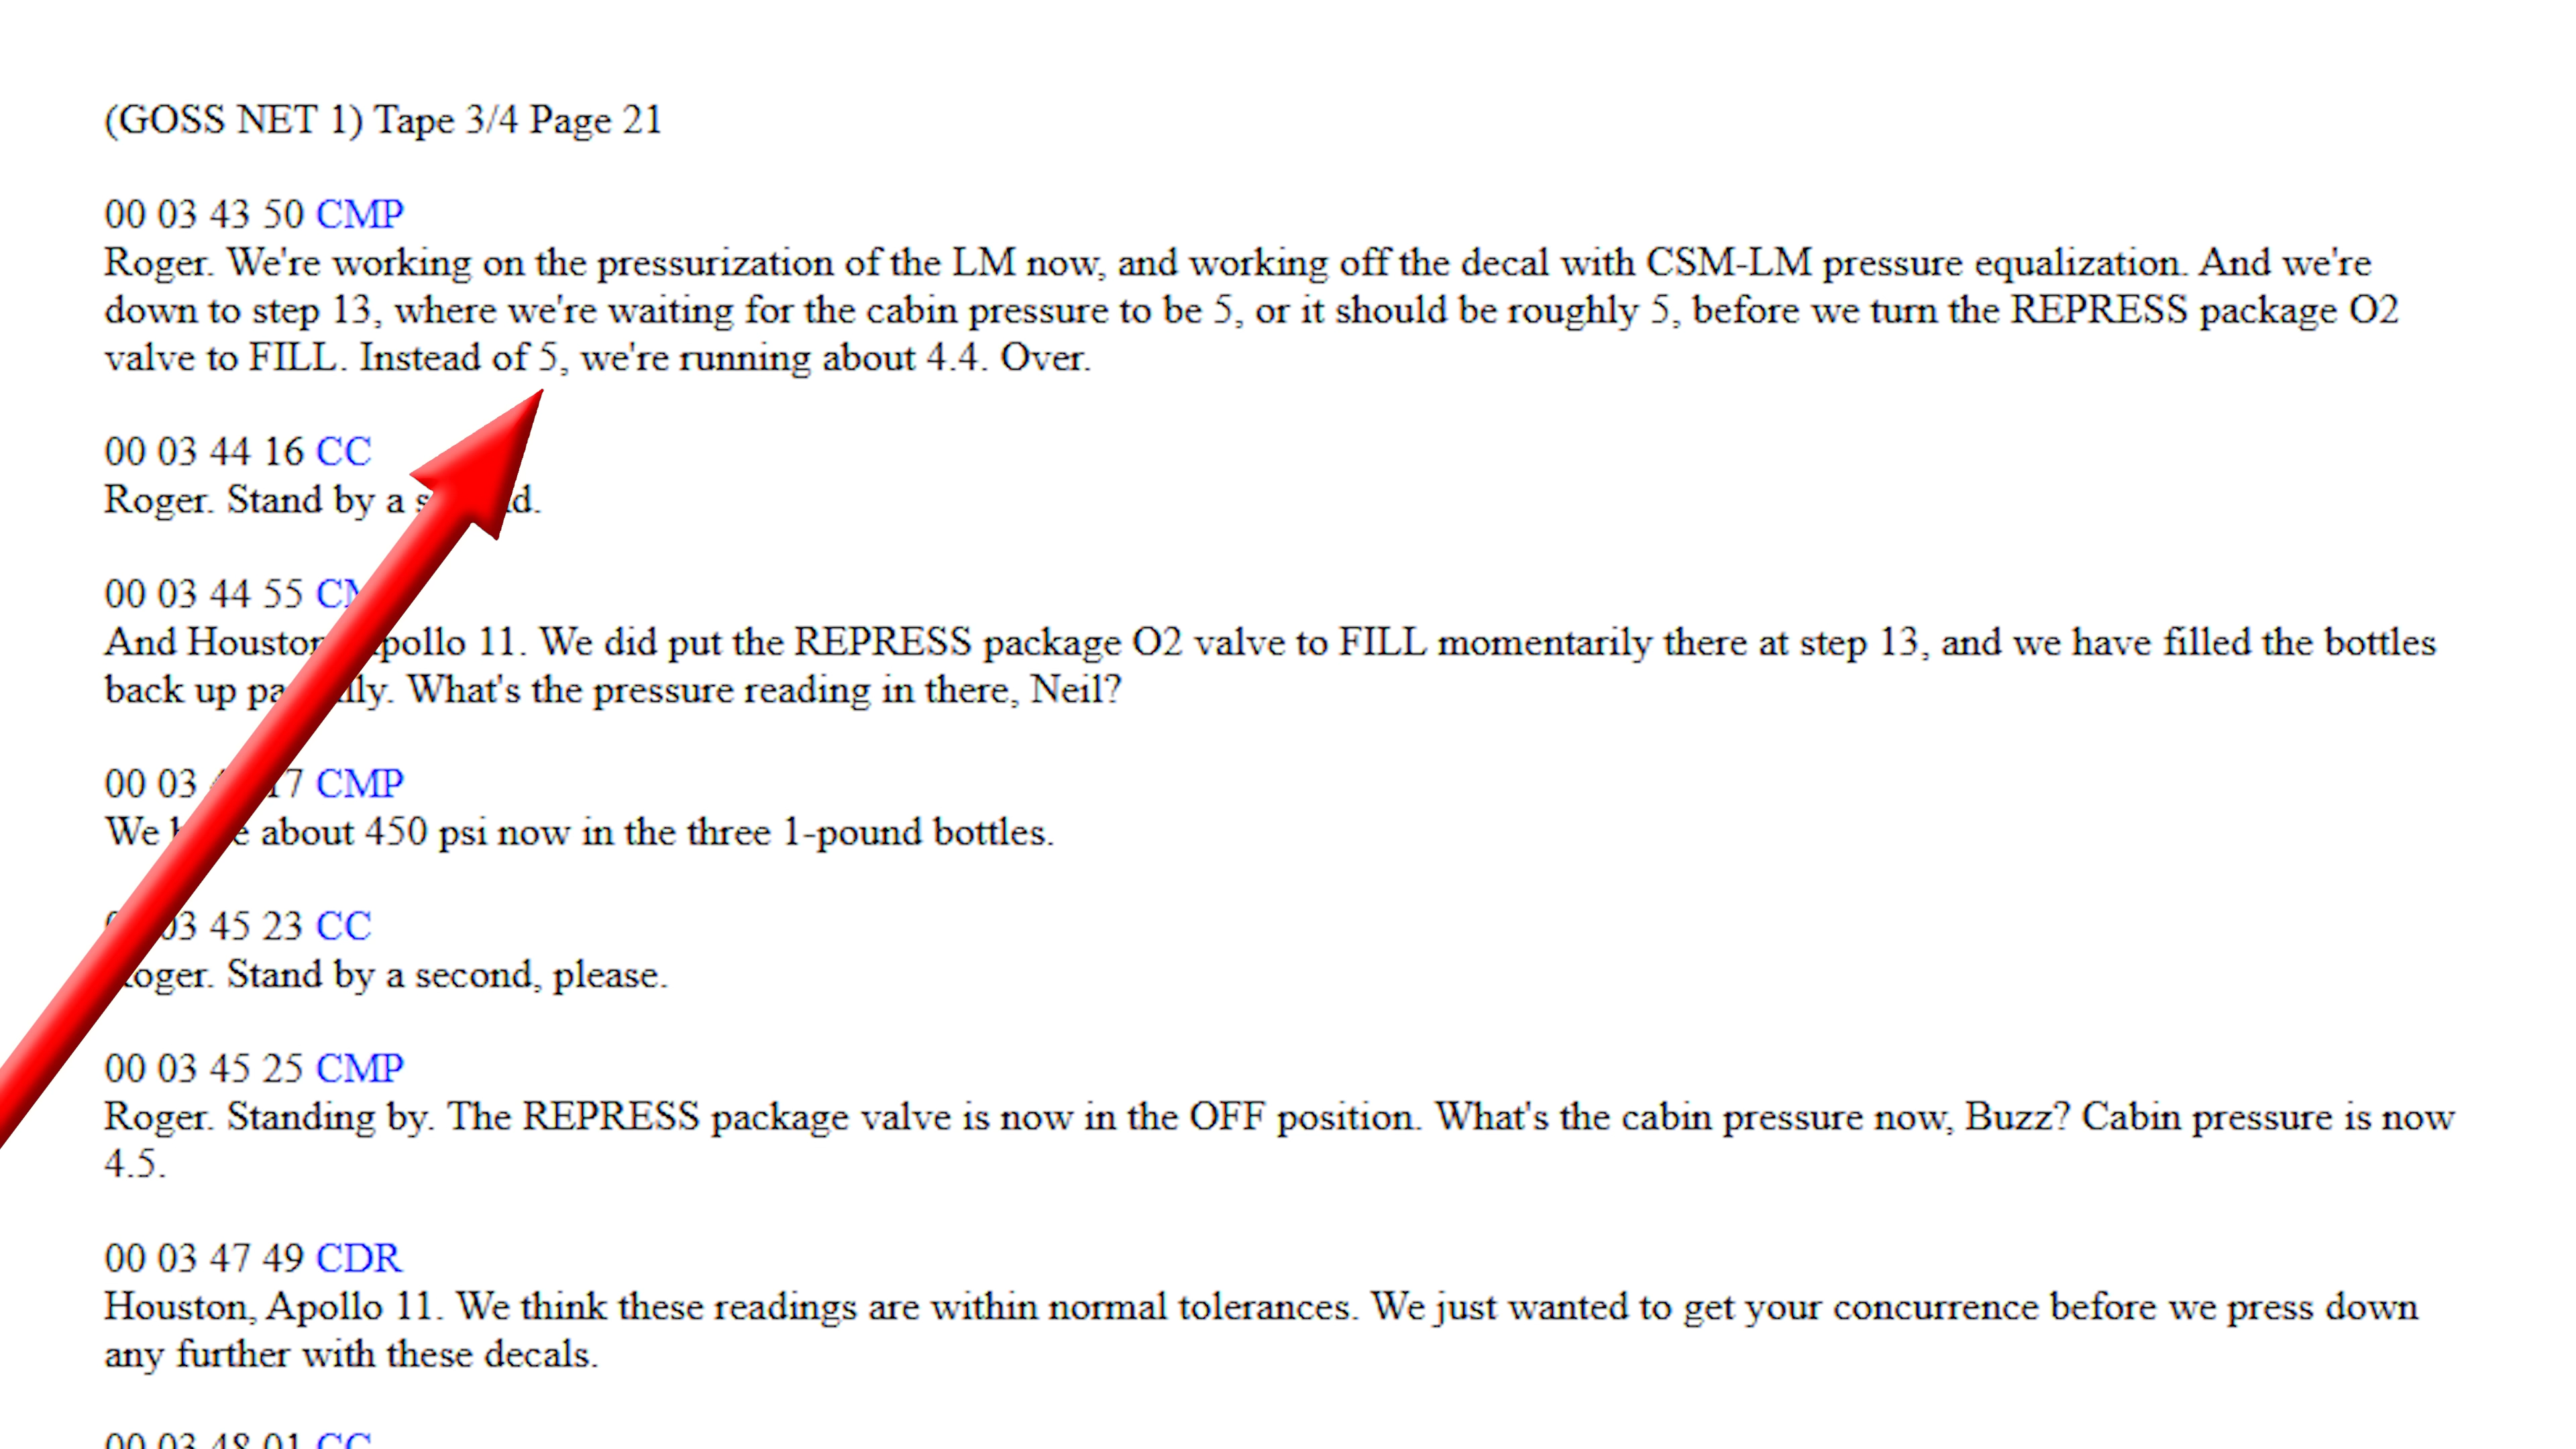 (GOSS NET 1) Tape 3/4 Page 21
00 03 43 50 CMP
Roger. We're working on the pressurization of the LM now, and working off the decal with CSM-LM pressure equalization. And we're
down to step 13, where we're waiting for the cabin pressure to be 5, or it should be roughly 5, before we turn the REPRESS package O2
valve to FILL. Instead of 5, we're running about 4.4. Over.
00 03 44 16 CC
Roger. Stand by a
00 03 44 55
And Houston, Apollo 11. We did put the REPRESS package O2 valve to FILL momentarily there at step 13, and we have filled the bottles
back up What's the pressure reading in there, Neil?
00 03 CMP
We about 450 psi now in the three 1-pound bottles.
03 45 23 CC
Roger. Stand by a second, please.
00 03 45 25 CMP
Roger. Standing by. The REPRESS package valve is now in the OFF position. What's the cabin pressure now, Buzz? Cabin pressure is now
4.5.
00 03 47 49 CDR
Houston, Apollo 11. We think these readings are within normal tolerances. We just wanted to get your concurrence before we press down
any further with these decals.
00 03 48 01 CC